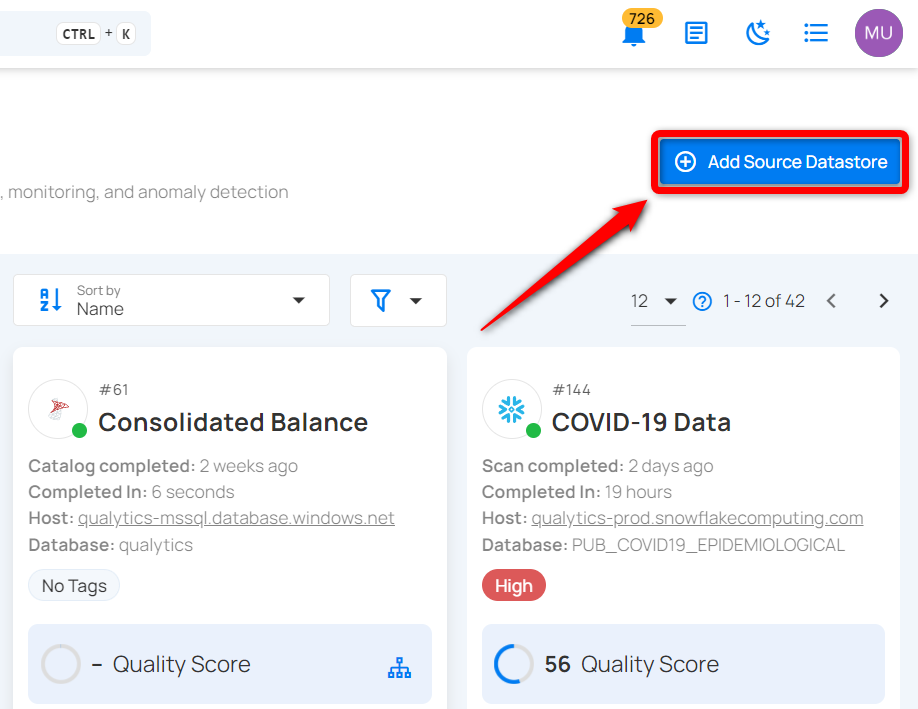 CTRL + K
726
MU
Add Source Datastore
, monitoring, and anomaly detection
A
Z
Sort by
Name
12
? 1 - 12 of 42
#61
Consolidated Balance
Catalog completed: 2 weeks ago
Completed In: 6 seconds
Host: qualytics-mssql.database.windows.net
Database: qualytics
No Tags
– Quality Score
#144
COVID-19 Data
Scan completed: 2 days ago
Completed In: 19 hours
Host: qualytics-prod.snowflakecomputing.com
Database: PUB_COVID19_EPIDEMIOLOGICAL
High
56 Quality Score